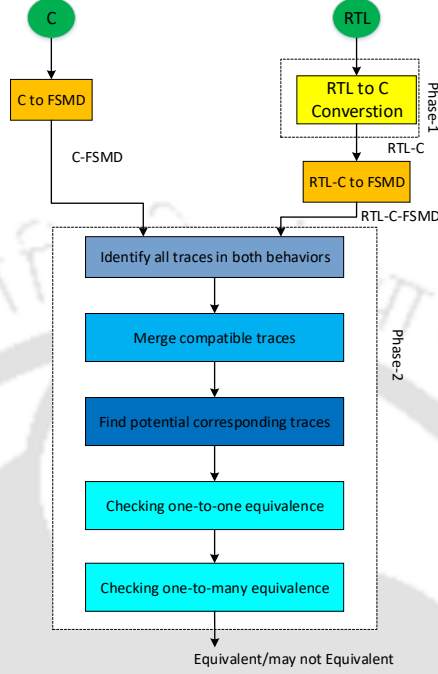 C
RTL
C to FSMD
RTL to C
Converstion
Phase-1
C-FSMD
RTL-C
RTL-C to FSMD
RTL-C-FSMD
Identify all traces in both behaviors
Merge compatible traces
Phase-2
Find potential corresponding traces
Checking one-to-one equivalence
Checking one-to-many equivalence
Equivalent/may not Equivalent